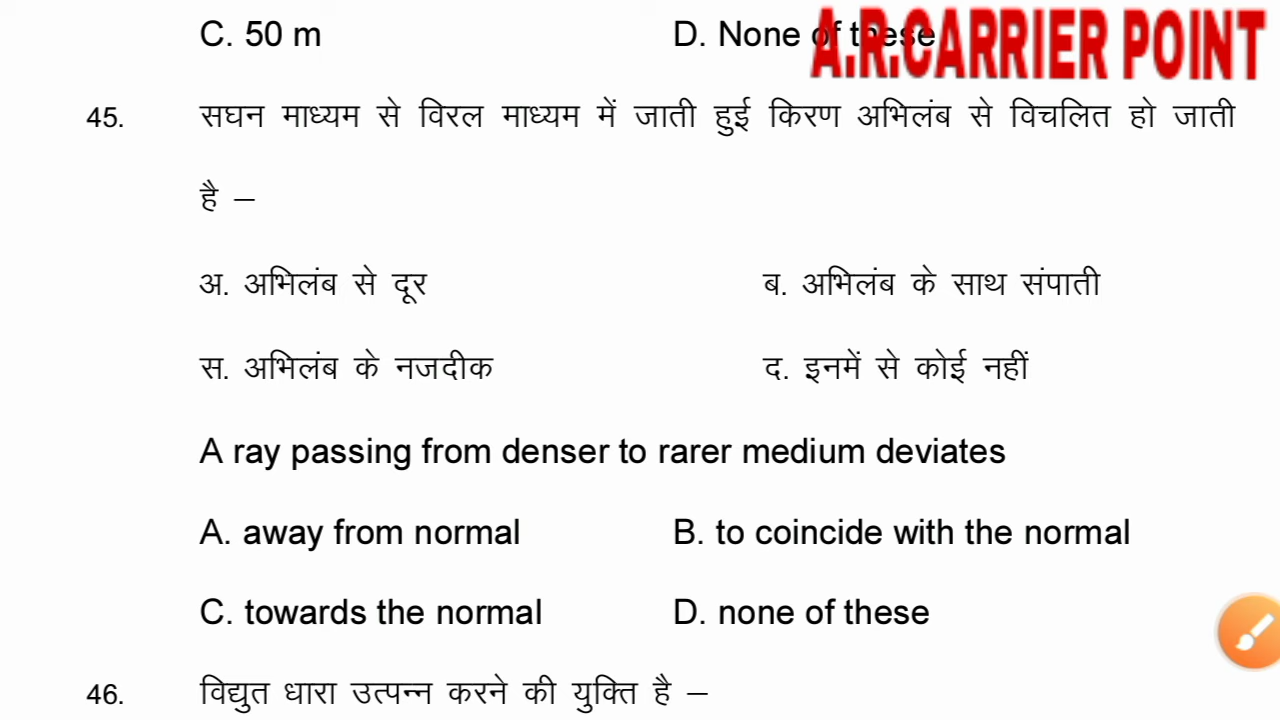 C. 50 m D. None of these
A.R.CARRIER POINT
45. सघन माध्यम से विरल माध्यम में जाती हुई किरण अभिलंब से विचलित हो जाती
है –
अ. अभिलंब से दूर ब. अभिलंब के साथ संपाती
स. अभिलंब के नजदीक द. इनमें से कोई नहीं
A ray passing from denser to rarer medium deviates
A. away from normal B. to coincide with the normal
C. towards the normal D. none of these
46. विद्युत धारा उत्पन्न करने की युक्ति है –